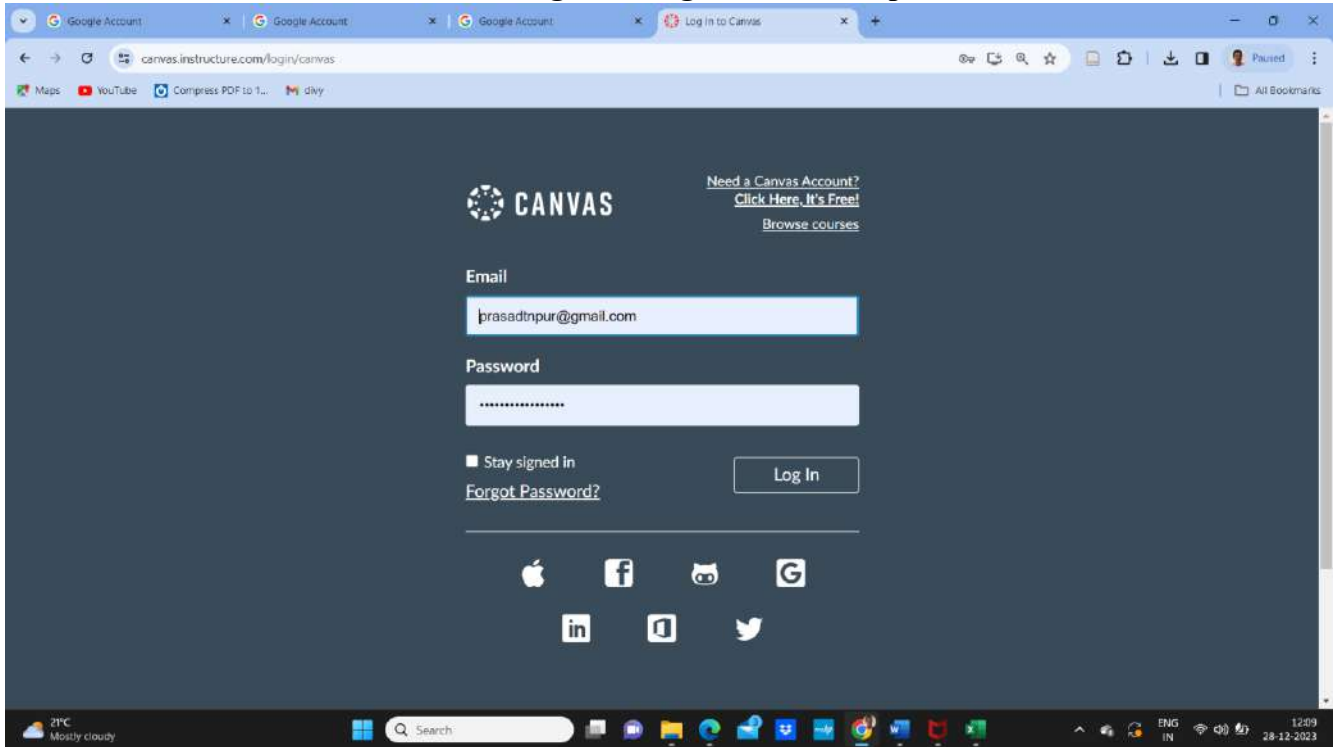 Google Account
Google Account
Google Account
Log in to Canvas
canvas.instructure.com/login/canvas
Paused
Maps
YouTube
Compress PDF to 1...
divy
All Bookmarks
CANVAS
Need a Canvas Account?
Click Here, It's Free!
Browse courses
Email
prasadtnpur@gmail.com
Password
Stay signed in
Log In
Forgot Password?
21°C
Mostly cloudy
Search
ENG
IN
12:09
28-12-2023